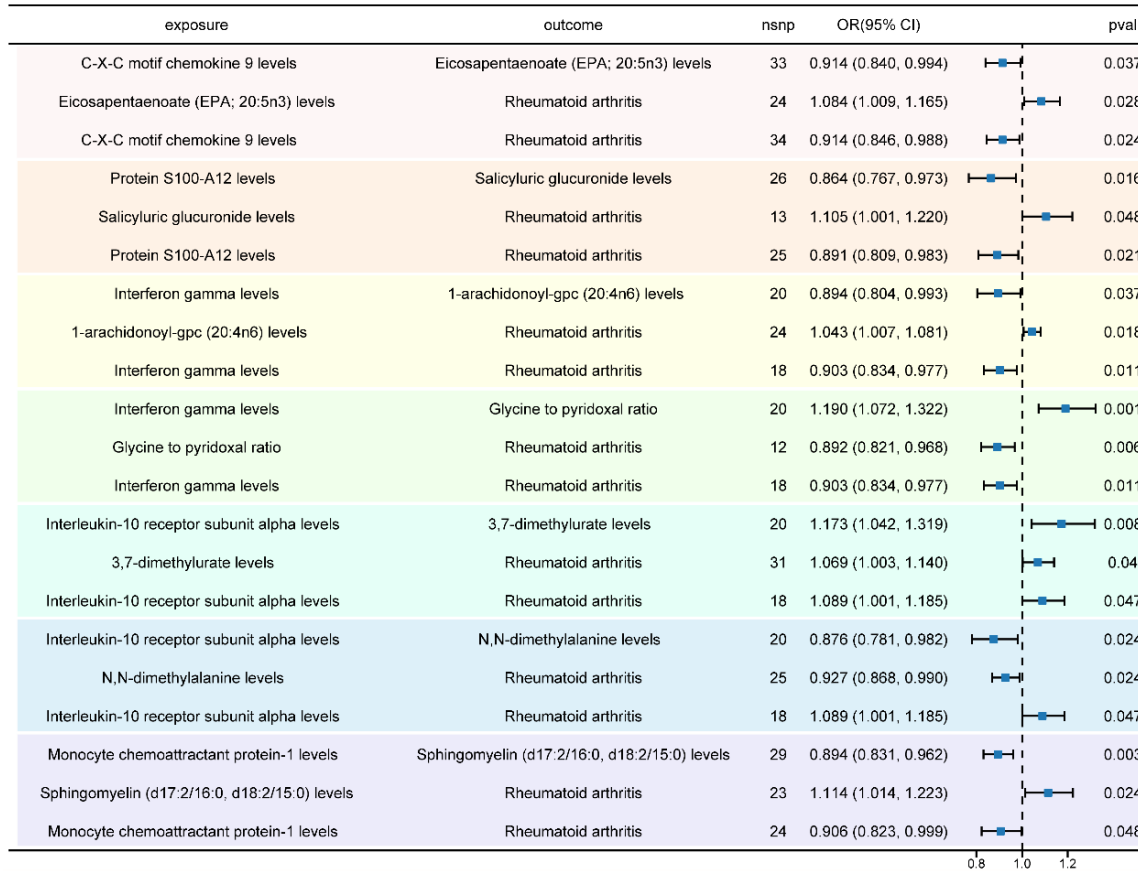 exposure outcome nsnp OR(95% CI) pval
C-X-C motif chemokine 9 levels Eicosapentaenoate (EPA; 20:5n3) levels 33 0.914 (0.840, 0.994) 0.037
Eicosapentaenoate (EPA; 20:5n3) levels Rheumatoid arthritis 24 1.084 (1.009, 1.165) 0.028
C-X-C motif chemokine 9 levels Rheumatoid arthritis 34 0.914 (0.846, 0.988) 0.024
Protein S100-A12 levels Salicyluric glucuronide levels 26 0.864 (0.767, 0.973) 0.016
Salicyluric glucuronide levels Rheumatoid arthritis 13 1.105 (1.001, 1.220) 0.048
Protein S100-A12 levels Rheumatoid arthritis 25 0.891 (0.809, 0.983) 0.021
Interferon gamma levels 1-arachidonoyl-gpc (20:4n6) levels 20 0.894 (0.804, 0.993) 0.037
1-arachidonoyl-gpc (20:4n6) levels Rheumatoid arthritis 24 1.043 (1.007, 1.081) 0.018
Interferon gamma levels Rheumatoid arthritis 18 0.903 (0.834, 0.977) 0.011
Interferon gamma levels Glycine to pyridoxal ratio 20 1.190 (1.072, 1.322) 0.001
Glycine to pyridoxal ratio Rheumatoid arthritis 12 0.892 (0.821, 0.968) 0.006
Interferon gamma levels Rheumatoid arthritis 18 0.903 (0.834, 0.977) 0.011
Interleukin-10 receptor subunit alpha levels 3,7-dimethylurate levels 20 1.173 (1.042, 1.319) 0.008
3,7-dimethylurate levels Rheumatoid arthritis 31 1.069 (1.003, 1.140) 0.04
Interleukin-10 receptor subunit alpha levels Rheumatoid arthritis 18 1.089 (1.001, 1.185) 0.047
Interleukin-10 receptor subunit alpha levels N,N-dimethylalanine levels 20 0.876 (0.781, 0.982) 0.024
N,N-dimethylalanine levels Rheumatoid arthritis 25 0.927 (0.868, 0.990) 0.024
Interleukin-10 receptor subunit alpha levels Rheumatoid arthritis 18 1.089 (1.001, 1.185) 0.047
Monocyte chemoattractant protein-1 levels Sphingomyelin (d17:2/16:0, d18:2/15:0) levels 29 0.894 (0.831, 0.962) 0.003
Sphingomyelin (d17:2/16:0, d18:2/15:0) levels Rheumatoid arthritis 23 1.114 (1.014, 1.223) 0.024
Monocyte chemoattractant protein-1 levels Rheumatoid arthritis 24 0.906 (0.823, 0.999) 0.048
0.8 1.0 1.2